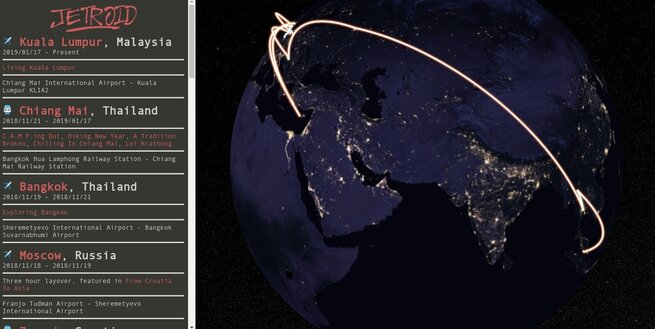 JETROID
Kuala Lumpur, Malaysia
2019/01/17 - Present
Living Kuala Lumpur
Chiang Mai International Airport - Kuala
Lumpur KLIA2
Chiang Mai, Thailand
2018/11/21 - 2019/01/17
C.A.M.P.ing Out, Hiking New Year, A Tradition
Broken, Chilling In Chiang Mai, Loi Krathong
Bangkok Hua Lamphong Railway Station - Chiang
Mai Railway Station
Bangkok, Thailand
2018/11/19 - 2018/11/21
Exploring Bangkok
Sheremetyevo International Airport - Bangkok
Suvarnabhumi Airport
Moscow, Russia
2018/11/18 - 2018/11/19
Three hour layover, featured in From Croatia
To Asia
Franjo Tuđman Airport - Sheremetyevo
International Airport